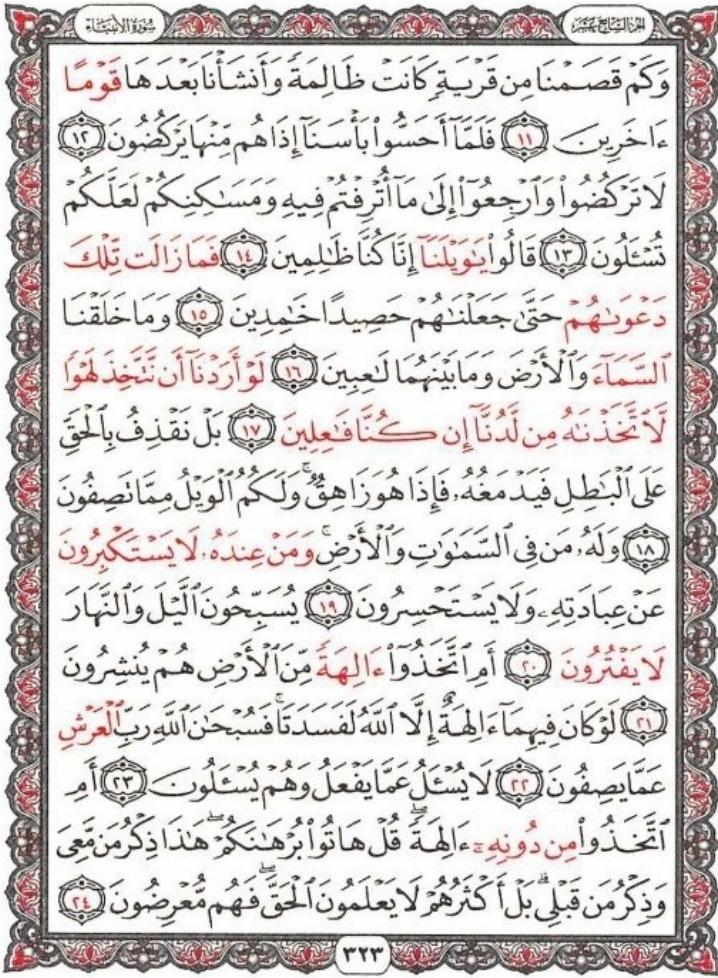 الجزء السابع عشر سورة الأنبياء
وَكَمْ قَصَمْنَا مِن قَرْيَةٍ كَانَتْ ظَالِمَةً وَأَنشَأْنَا بَعْدَهَا قَوْمًا
ءَاخَرِينَ ١١ فَلَمَّآ أَحَسُّوا۟ بَأْسَنَآ إِذَا هُم مِّنْهَا يَرْكُضُونَ ١٢
لَا تَرْكُضُوا۟ وَٱرْجِعُوٓا۟ إِلَىٰ مَآ أُتْرِفْتُمْ فِيهِ وَمَسَٰكِنِكُمْ لَعَلَّكُمْ
تُسْـَٔلُونَ ١٣ قَالُوا۟ يَٰوَيْلَنَآ إِنَّا كُنَّا ظَٰلِمِينَ ١٤ فَمَا زَالَت تِّلْكَ
دَعْوَىٰهُمْ حَتَّىٰ جَعَلْنَٰهُمْ حَصِيدًا خَٰمِدِينَ ١٥ وَمَا خَلَقْنَا
ٱلسَّمَآءَ وَٱلْأَرْضَ وَمَا بَيْنَهُمَا لَٰعِبِينَ ١٦ لَوْ أَرَدْنَآ أَن نَّتَّخِذَ لَهْوًا
لَّٱتَّخَذْنَٰهُ مِن لَّدُنَّآ إِن كُنَّا فَٰعِلِينَ ١٧ بَلْ نَقْذِفُ بِٱلْحَقِّ
عَلَى ٱلْبَٰطِلِ فَيَدْمَغُهُۥ فَإِذَا هُوَ زَاهِقٌ ۚ وَلَكُمُ ٱلْوَيْلُ مِمَّا تَصِفُونَ
١٨ وَلَهُۥ مَن فِى ٱلسَّمَٰوَٰتِ وَٱلْأَرْضِ ۚ وَمَنْ عِندَهُۥ لَا يَسْتَكْبِرُونَ
عَنْ عِبَادَتِهِۦ وَلَا يَسْتَحْسِرُونَ ١٩ يُسَبِّحُونَ ٱلَّيْلَ وَٱلنَّهَارَ
لَا يَفْتُرُونَ ٢٠ أَمِ ٱتَّخَذُوٓا۟ ءَالِهَةً مِّنَ ٱلْأَرْضِ هُمْ يُنشِرُونَ
٢١ لَوْ كَانَ فِيهِمَآ ءَالِهَةٌ إِلَّا ٱللَّهُ لَفَسَدَتَا ۚ فَسُبْحَٰنَ ٱللَّهِ رَبِّ ٱلْعَرْشِ
عَمَّا يَصِفُونَ ٢٢ لَا يُسْـَٔلُ عَمَّا يَفْعَلُ وَهُمْ يُسْـَٔلُونَ ٢٣ أَمِ
ٱتَّخَذُوا۟ مِن دُونِهِۦٓ ءَالِهَةً ۖ قُلْ هَاتُوا۟ بُرْهَٰنَكُمْ ۖ هَٰذَا ذِكْرُ مَن مَّعِىَ
وَذِكْرُ مَن قَبْلِى ۗ بَلْ أَكْثَرُهُمْ لَا يَعْلَمُونَ ٱلْحَقَّ ۖ فَهُم مُّعْرِضُونَ ٢٤
٣٢٣